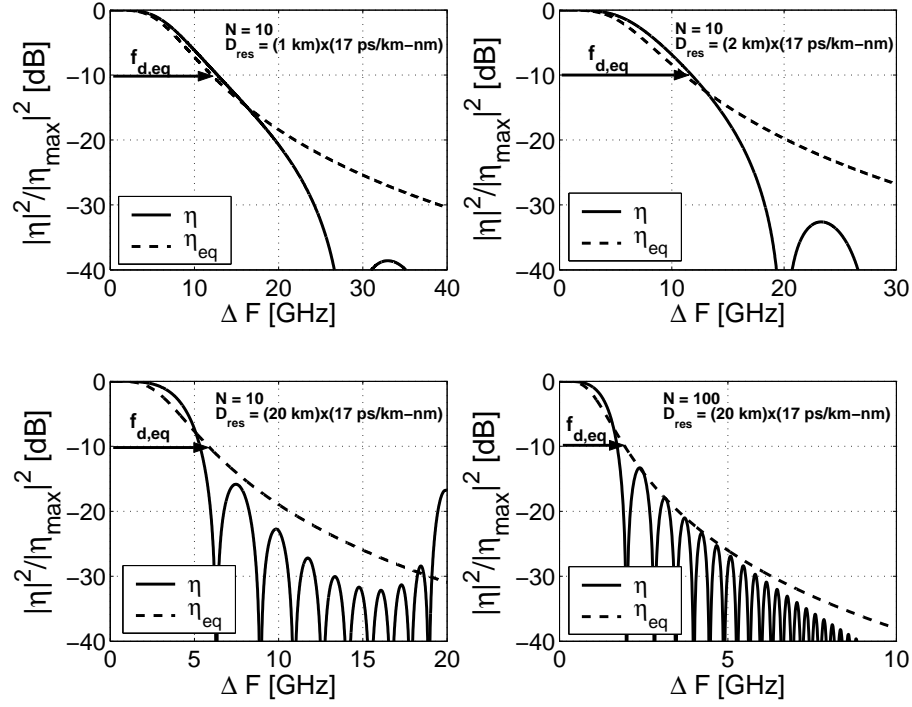 N = 10
D_res = (1 km)x(17 ps/km−nm)
f_d,eq
|η|²/|η_max|² [dB]
0
−10
−20
−30
−40
η
η_eq
0 10 20 30 40
Δ F [GHz]
N = 10
D_res = (2 km)x(17 ps/km−nm)
f_d,eq
|η|²/|η_max|² [dB]
0
−10
−20
−30
−40
η
η_eq
0 10 20 30
Δ F [GHz]
N = 10
D_res = (20 km)x(17 ps/km−nm)
f_d,eq
|η|²/|η_max|² [dB]
0
−10
−20
−30
−40
η
η_eq
0 5 10 15 20
Δ F [GHz]
N = 100
D_res = (20 km)x(17 ps/km−nm)
f_d,eq
|η|²/|η_max|² [dB]
0
−10
−20
−30
−40
η
η_eq
0 5 10
Δ F [GHz]